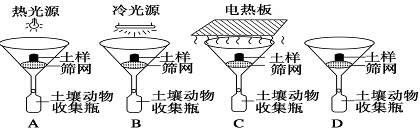 热光源 冷光源 电热板
土样 土样 土样 土样
筛网 筛网 筛网 筛网
土壤动物 土壤动物 土壤动物 土壤动物
收集瓶 收集瓶 收集瓶 收集瓶
A B C D